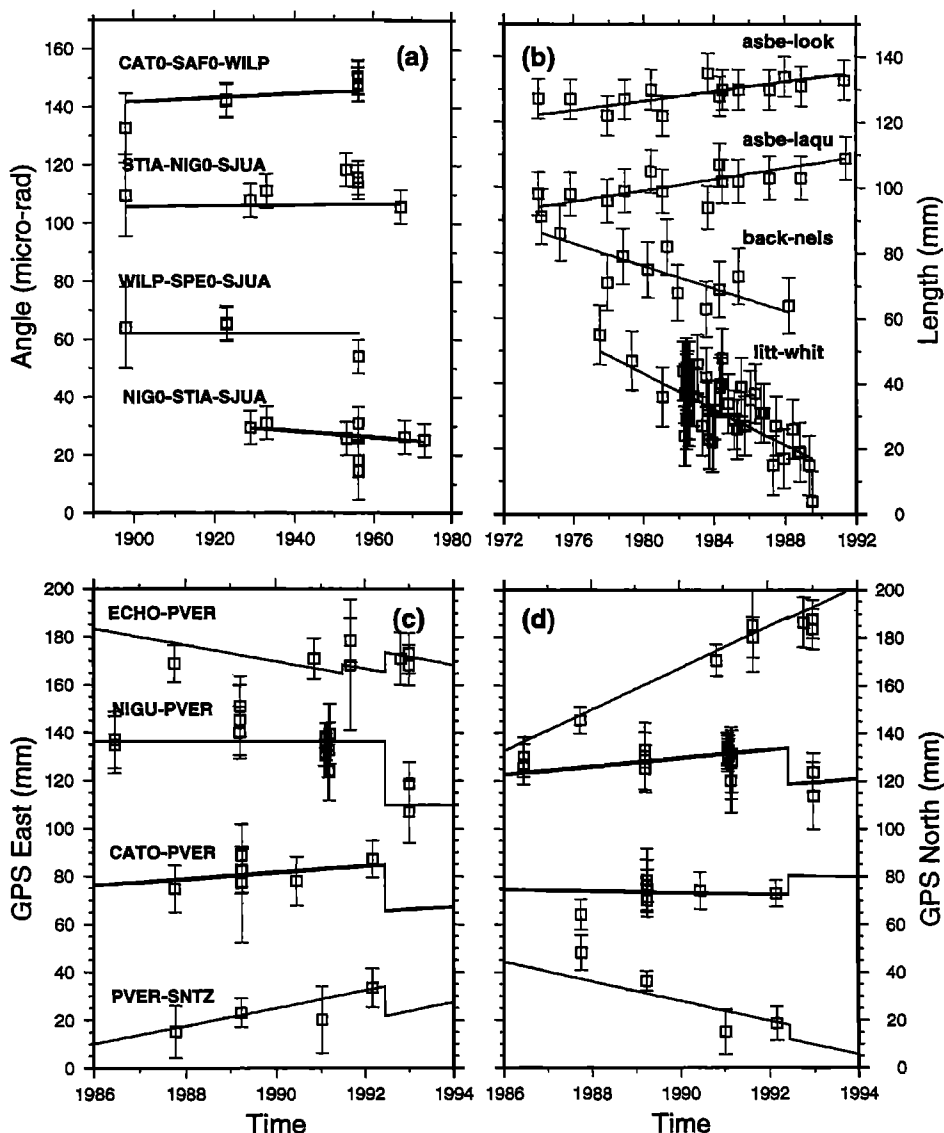 (a)
CAT0-SAF0-WILP
STIA-NIG0-SJUA
WILP-SPE0-SJUA
NIG0-STIA-SJUA
Angle (micro-rad)
160
140
120
100
80
60
40
20
0
1900
1920
1940
1960
1980
(b)
asbe-look
asbe-laqu
back-nels
litt-whit
Length (mm)
140
120
100
80
60
40
20
0
1972
1976
1980
1984
1988
1992
(c)
ECHO-PVER
NIGU-PVER
CATO-PVER
PVER-SNTZ
GPS East (mm)
200
180
160
140
120
100
80
60
40
20
0
1986
1988
1990
1992
1994
Time
(d)
GPS North (mm)
200
180
160
140
120
100
80
60
40
20
0
1986
1988
1990
1992
1994
Time